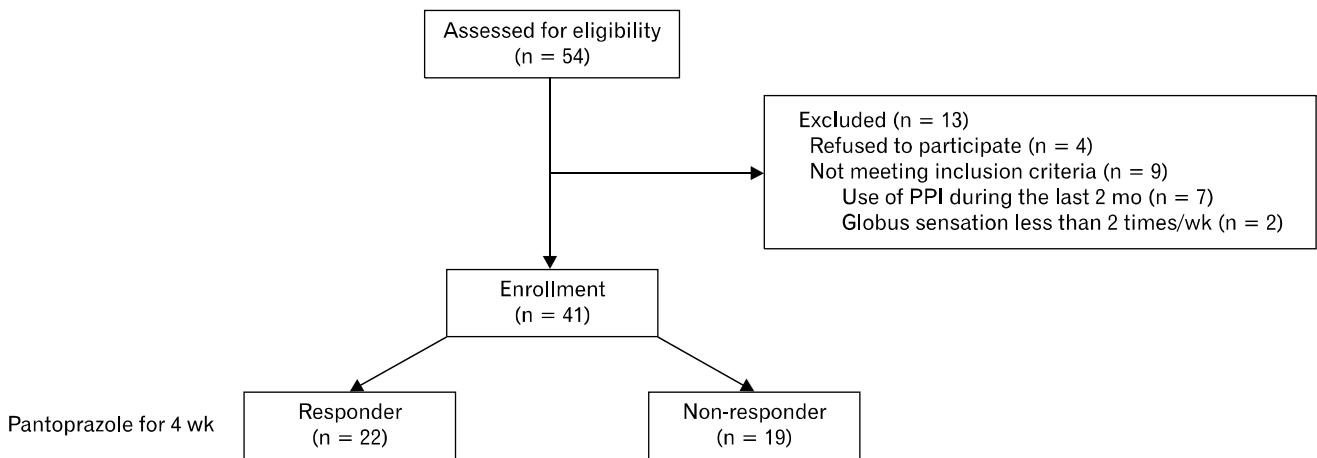 Assessed for eligibility
(n = 54)
Excluded (n = 13)
Refused to participate (n = 4)
Not meeting inclusion criteria (n = 9)
Use of PPI during the last 2 mo (n = 7)
Globus sensation less than 2 times/wk (n = 2)
Enrollment
(n = 41)
Pantoprazole for 4 wk
Responder
(n = 22)
Non-responder
(n = 19)